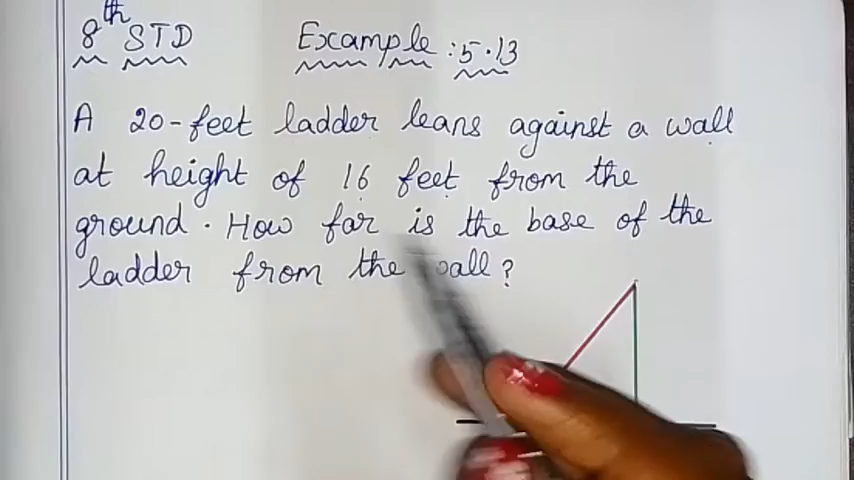 8th STD Example : 5.13
A 20-feet ladder leans against a wall
at height of 16 feet from the
ground. How far is the base of the
ladder from the wall?